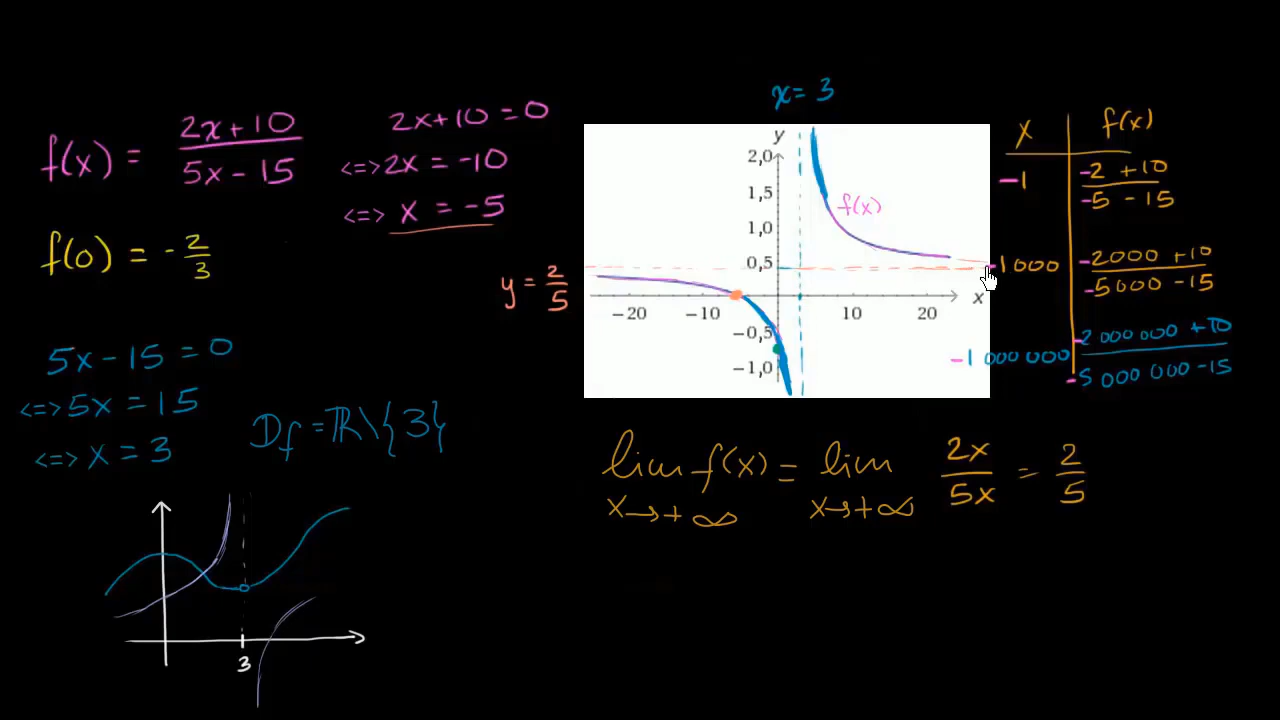 f(x) = (2x+10)/(5x-15)
2x+10=0
<=> 2x = -10
<=> x = -5
f(0) = -2/3
5x-15=0
<=> 5x = 15
<=> x = 3
Df = ℝ\{3}
3
x = 3
y
2,0
1,5
1,0
0,5
-0,5
-1,0
-20
-10
10
20
x
f(x)
y = 2/5
x f(x)
-1 (-2+10)/(-5-15)
-1000 (-2000+10)/(-5000-15)
-1 000 000 (-2 000 000+10)/(-5 000 000-15)
lim f(x) = lim 2x/5x = 2/5
x→+∞ x→+∞